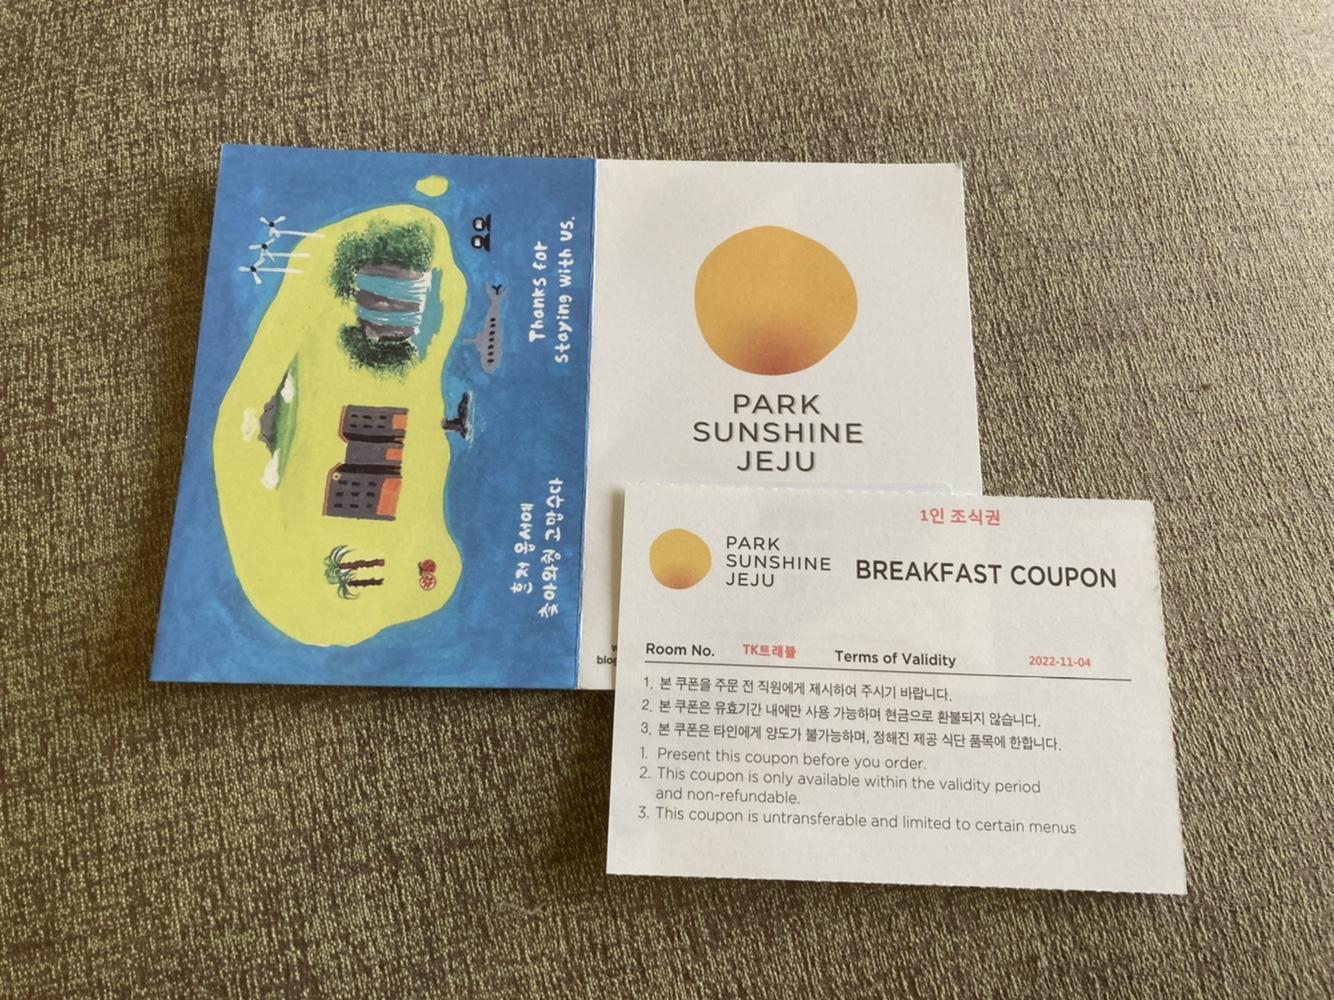 Thanks for
Staying with us.
혼저 옵서예
촞아와줭 고맙수다
PARK
SUNSHINE
JEJU
blog
1인 조식권
PARK
SUNSHINE
JEJU
BREAKFAST COUPON
Room No. TK트래블 Terms of Validity 2022-11-04
1. 본 쿠폰을 주문 전 직원에게 제시하여 주시기 바랍니다.
2. 본 쿠폰은 유효기간 내에만 사용 가능하며 현금으로 환불되지 않습니다.
3. 본 쿠폰은 타인에게 양도가 불가능하며, 정해진 제공 식단 품목에 한합니다.
1. Present this coupon before you order.
2. This coupon is only available within the validity period
and non-refundable.
3. This coupon is untransferable and limited to certain menus